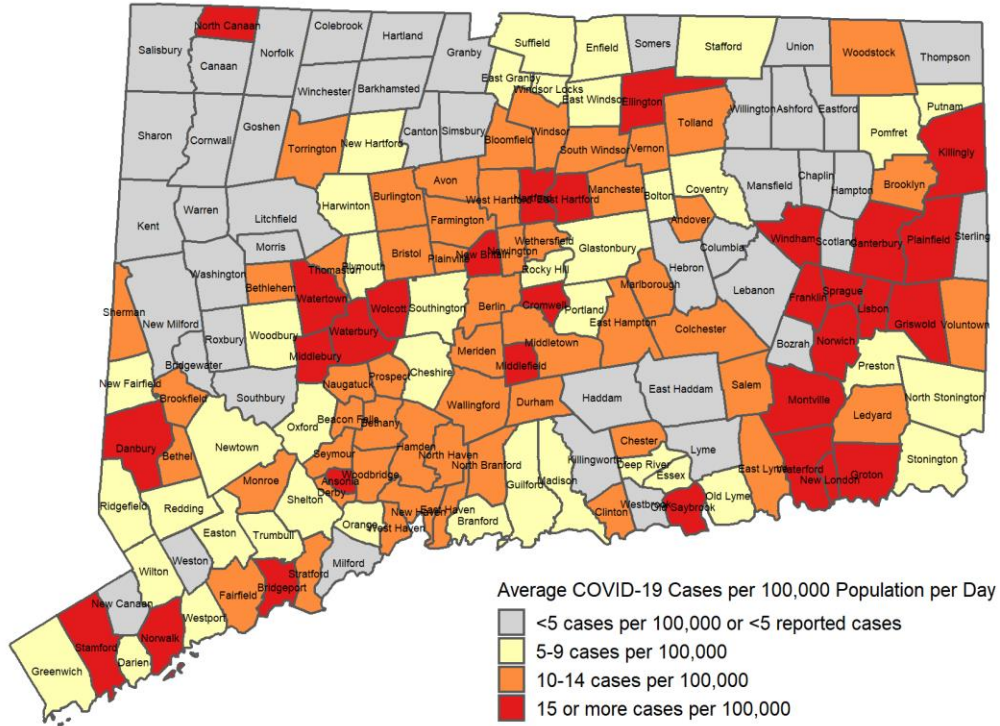 North Canaan
Colebrook
Hartland
Salisbury
Canaan
Norfolk
Granby
Suffield
Enfield
Somers
Stafford
Union
Woodstock
Thompson
East Granby
Windsor Locks
East Windsor
Ellington
Winchester
Barkhamsted
Willington
Ashford
Eastford
Putnam
Sharon
Cornwall
Goshen
Torrington
New Hartford
Canton
Simsbury
Bloomfield
Windsor
South Windsor
Vernon
Tolland
Pomfret
Killingly
Kent
Warren
Litchfield
Harwinton
Burlington
Avon
West Hartford
Hartford
East Hartford
Manchester
Bolton
Coventry
Mansfield
Chaplin
Hampton
Brooklyn
Farmington
Andover
Morris
Washington
Bethlehem
Thomaston
Plymouth
Bristol
Plainville
New Britain
Newington
Wethersfield
Rocky Hill
Glastonbury
Hebron
Columbia
Windham
Scotland
Canterbury
Plainfield
Sterling
Sherman
New Milford
Watertown
Wolcott
Southington
Berlin
Cromwell
Portland
Marlborough
East Hampton
Lebanon
Franklin
Sprague
Lisbon
Griswold
Voluntown
Roxbury
Woodbury
Waterbury
Bridgewater
Middlebury
Meriden
Middletown
Middlefield
Colchester
Bozrah
Norwich
Preston
New Fairfield
Brookfield
Southbury
Naugatuck
Prospect
Cheshire
Wallingford
Durham
Haddam
East Haddam
Salem
Montville
Ledyard
North Stonington
Danbury
Bethel
Newtown
Oxford
Beacon Falls
Bethany
Hamden
North Haven
North Branford
Seymour
Woodbridge
Ansonia
Derby
Chester
Lyme
Killingworth
Deep River
Essex
East Lyme
Waterford
New London
Groton
Stonington
Ridgefield
Redding
Monroe
Shelton
Orange
New Haven
East Haven
West Haven
Branford
Guilford
Madison
Clinton
Westbrook
Old Saybrook
Old Lyme
Easton
Trumbull
Milford
Stratford
Bridgeport
Wilton
Weston
Fairfield
New Canaan
Norwalk
Westport
Stamford
Darien
Greenwich
Average COVID-19 Cases per 100,000 Population per Day
<5 cases per 100,000 or <5 reported cases
5-9 cases per 100,000
10-14 cases per 100,000
15 or more cases per 100,000